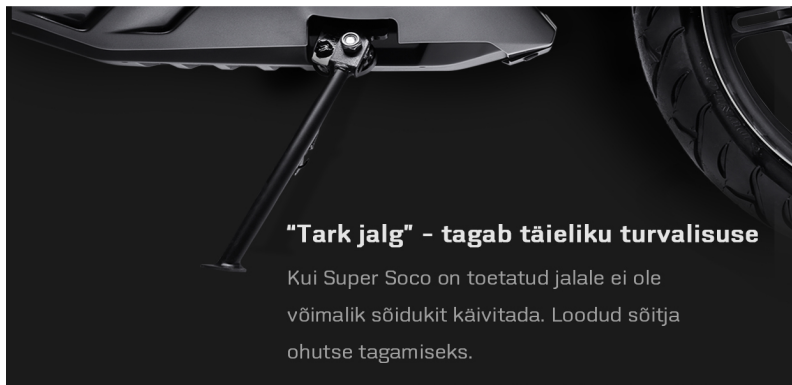 “Tark jalg” - tagab täieliku turvalisuse
Kui Super Soco on toetatud jalale ei ole
võimalik sõidukit käivitada. Loodud sõitja
ohutse tagamiseks.